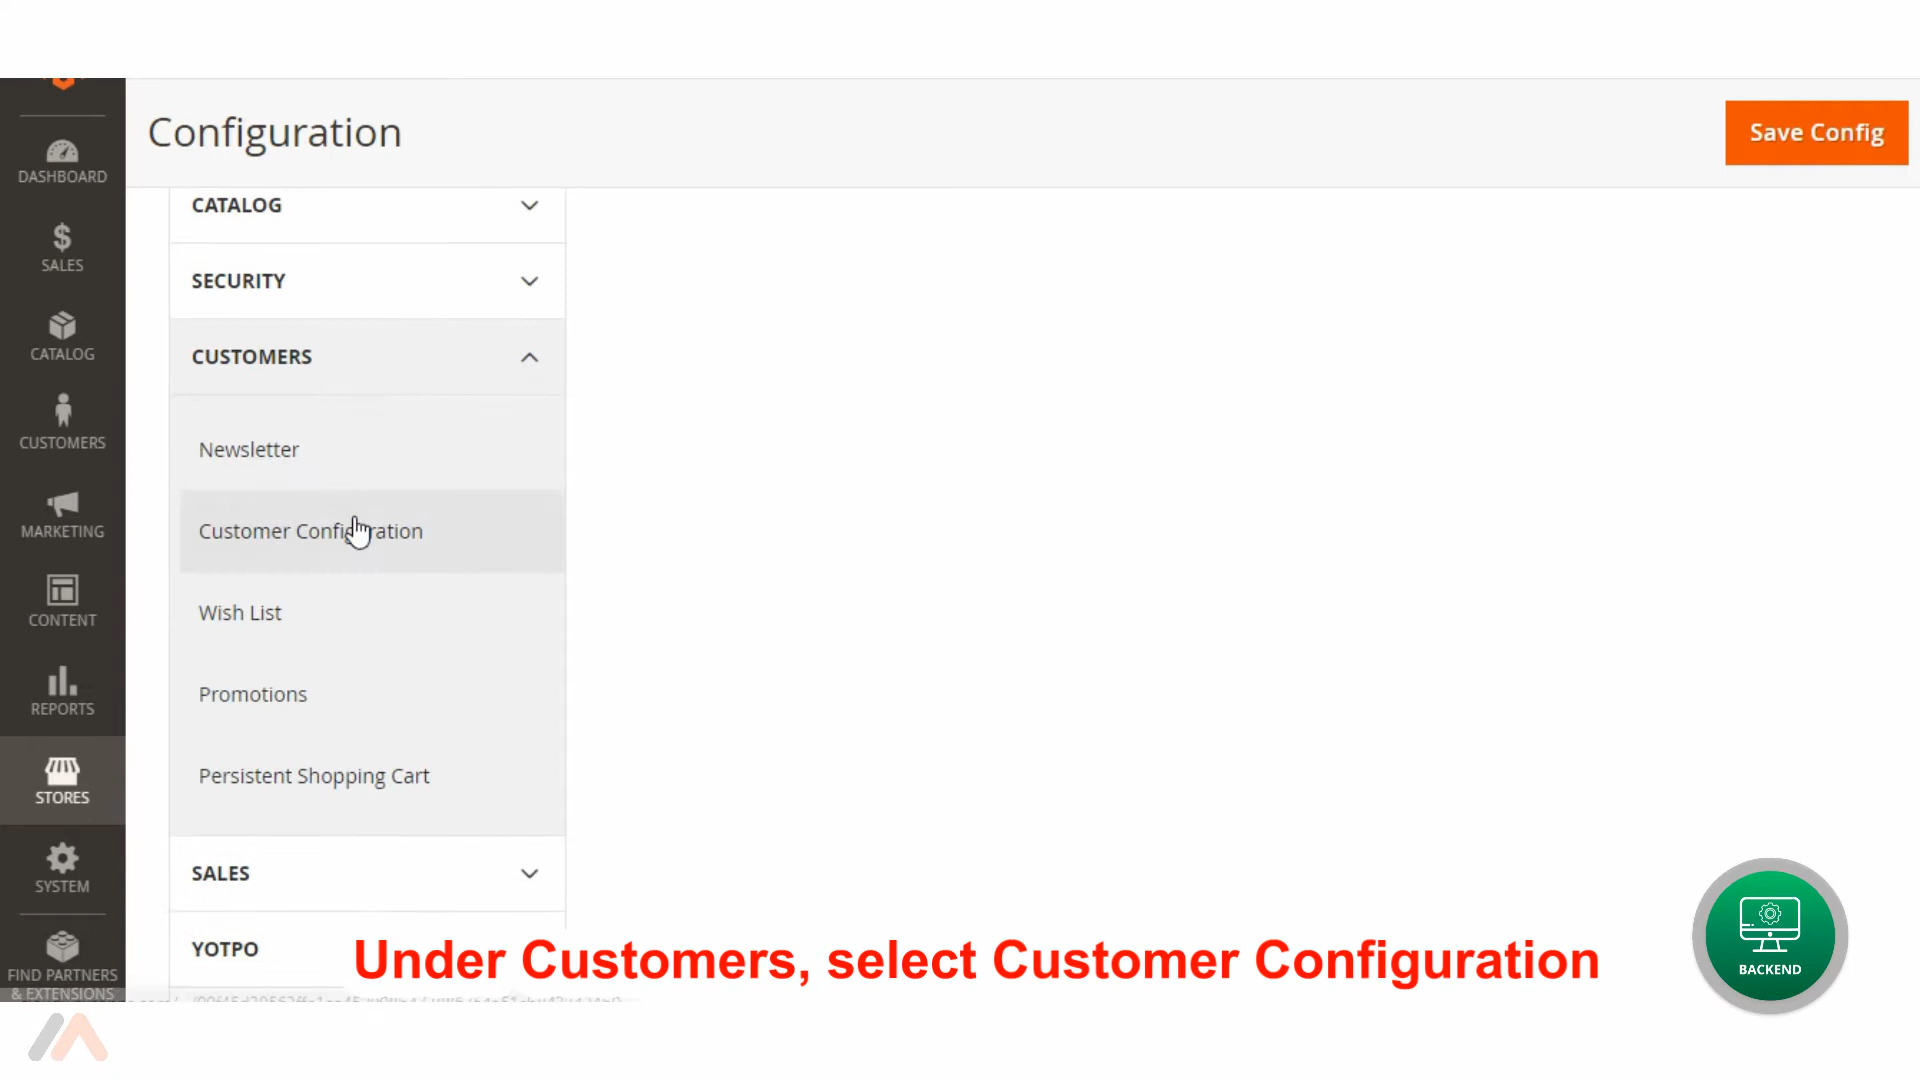 Configuration
Save Config
DASHBOARD
SALES
CATALOG
CUSTOMERS
MARKETING
CONTENT
REPORTS
STORES
SYSTEM
FIND PARTNERS
& EXTENSIONS
CATALOG
SECURITY
CUSTOMERS
Newsletter
Customer Configuration
Wish List
Promotions
Persistent Shopping Cart
SALES
YOTPO
Under Customers, select Customer Configuration
BACKEND